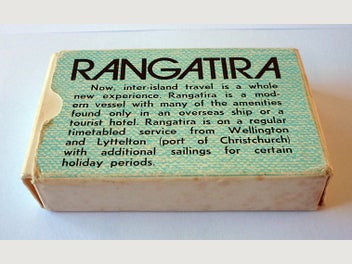 RANGATIRA
Now, inter-island travel is a whole
new experience. Rangatira is a mod-
ern vessel with many of the amenities
found only in an overseas ship or a
tourist hotel. Rangatira is on a regular
timetabled service from Wellington
and Lyttelton (port of Christchurch)
with additional sailings for certain
holiday periods.